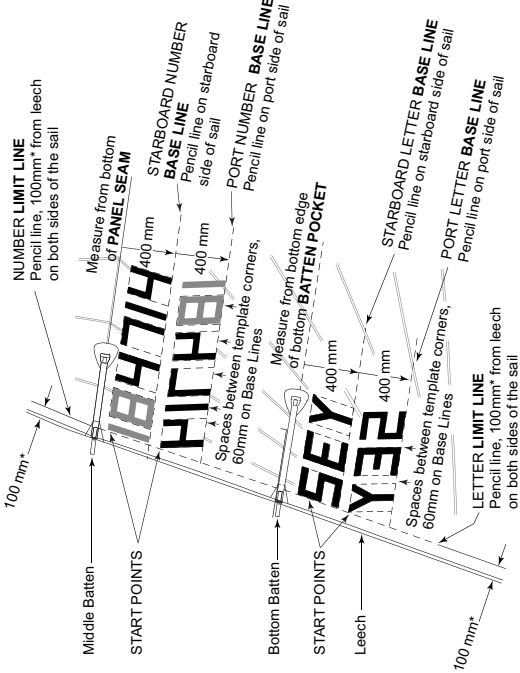 100 mm*
NUMBER LIMIT LINE
Pencil line, 100mm* from leech
on both sides of the sail
Middle Batten
Measure from bottom
of PANEL SEAM
184714
400 mm
STARBOARD NUMBER
BASE LINE
Pencil line on starboard
side of sail
START POINTS
184714
400 mm
PORT NUMBER BASE LINE
Pencil line on port side of sail
Spaces between template corners,
60mm on Base Lines
Bottom Batten
Measure from bottom edge
of bottom BATTEN POCKET
SEY
400 mm
STARBOARD LETTER BASE LINE
Pencil line on starboard side of sail
START POINTS
SEY
400 mm
PORT LETTER BASE LINE
Pencil line on port side of sail
Leech
Spaces between template corners,
60mm on Base Lines
LETTER LIMIT LINE
Pencil line, 100mm* from leech
on both sides of the sail
100 mm*